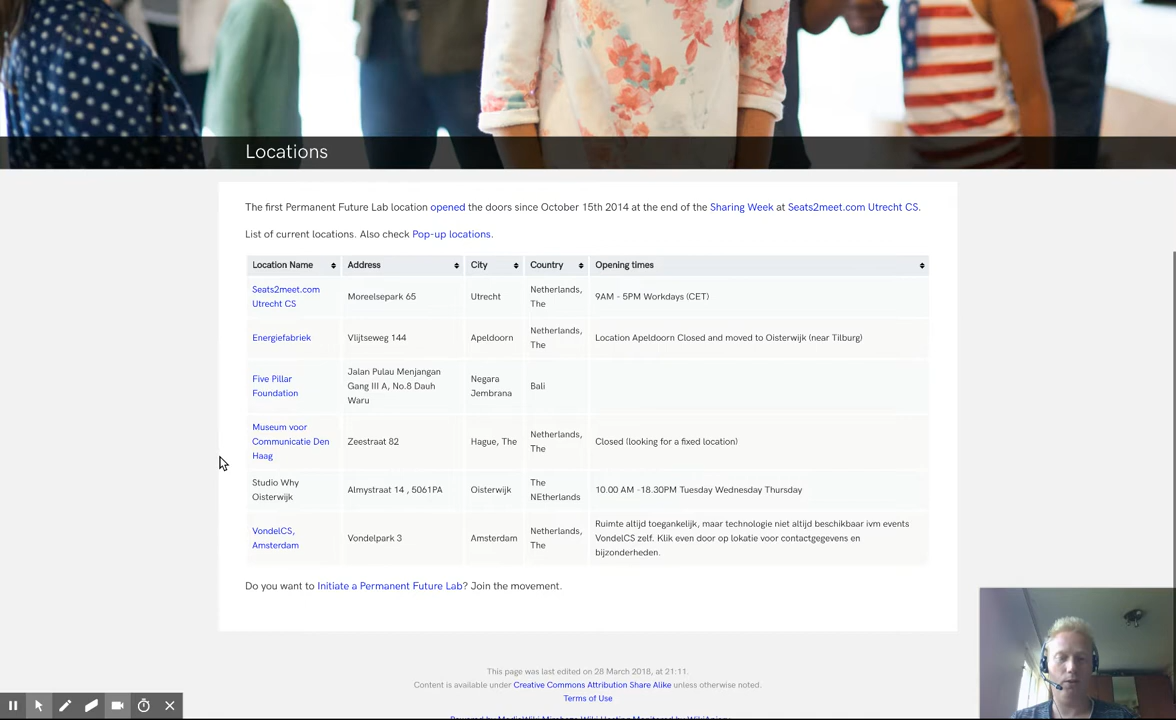 Locations
The first Permanent Future Lab location opened the doors since October 15th 2014 at the end of the Sharing Week at Seats2meet.com Utrecht CS.
List of current locations. Also check Pop-up locations.
Location Name Address City Country Opening times
Seats2meet.com
Utrecht CS
Moreelsepark 65
Utrecht
Netherlands,
The
9AM - 5PM Workdays (CET)
Energiefabriek
Vlijtseweg 144
Apeldoorn
Netherlands,
The
Location Apeldoorn Closed and moved to Oisterwijk (near Tilburg)
Five Pillar
Foundation
Jalan Pulau Menjangan
Gang III A, No.8 Dauh
Waru
Negara
Jembrana
Bali
Museum voor
Communicatie Den
Haag
Zeestraat 82
Hague, The
Netherlands,
The
Closed (looking for a fixed location)
Studio Why
Oisterwijk
Almystraat 14 , 5061PA
Oisterwijk
The
NEtherlands
10.00 AM -18.30PM Tuesday Wednesday Thursday
VondelCS,
Amsterdam
Vondelpark 3
Amsterdam
Netherlands,
The
Ruimte altijd toegankelijk, maar technologie niet altijd beschikbaar ivm events
VondelCS zelf. Klik even door op lokatie voor contactgegevens en
bijzonderheden.
Do you want to Initiate a Permanent Future Lab? Join the movement.
This page was last edited on 28 March 2018, at 21:11.
Content is available under Creative Commons Attribution Share Alike unless otherwise noted.
Terms of Use